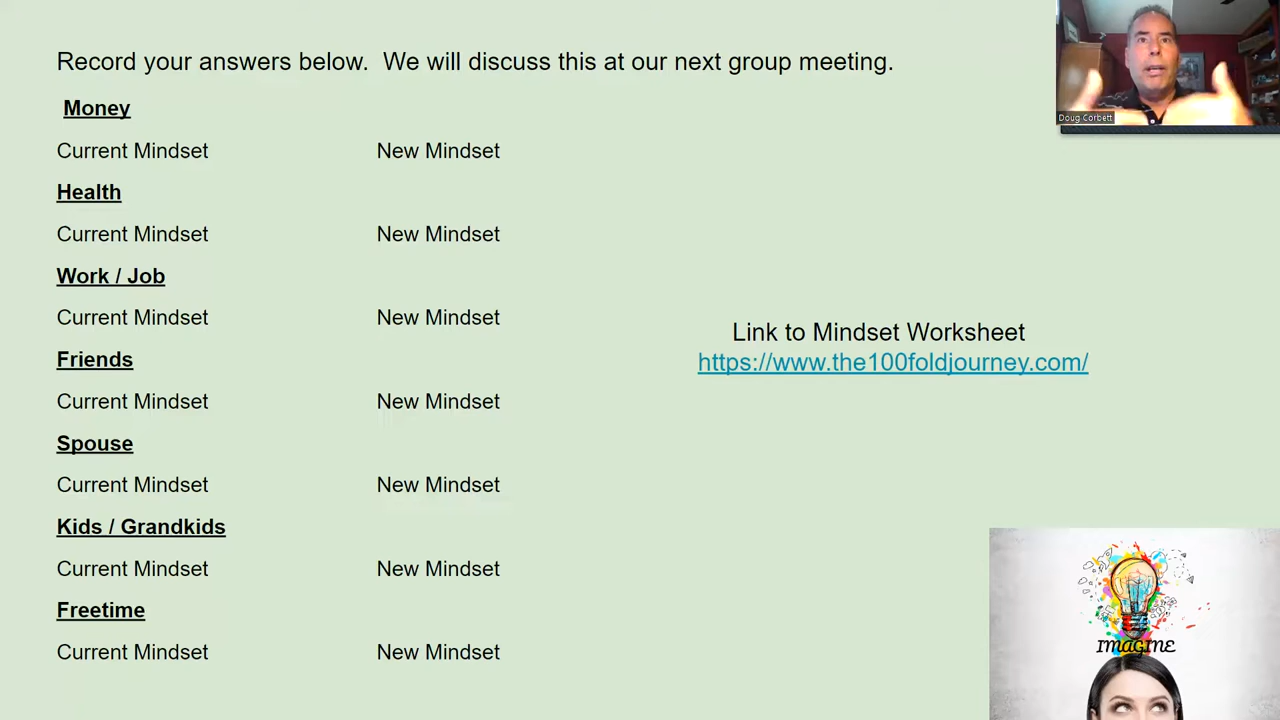 Record your answers below.  We will discuss this at our next group meeting.
Doug Corbett
Money
Current Mindset New Mindset
Health
Current Mindset New Mindset
Work / Job
Current Mindset New Mindset
Friends
Current Mindset New Mindset
Spouse
Current Mindset New Mindset
Kids / Grandkids
Current Mindset New Mindset
Freetime
Current Mindset New Mindset
Link to Mindset Worksheet
https://www.the100foldjourney.com/
IMAGINE